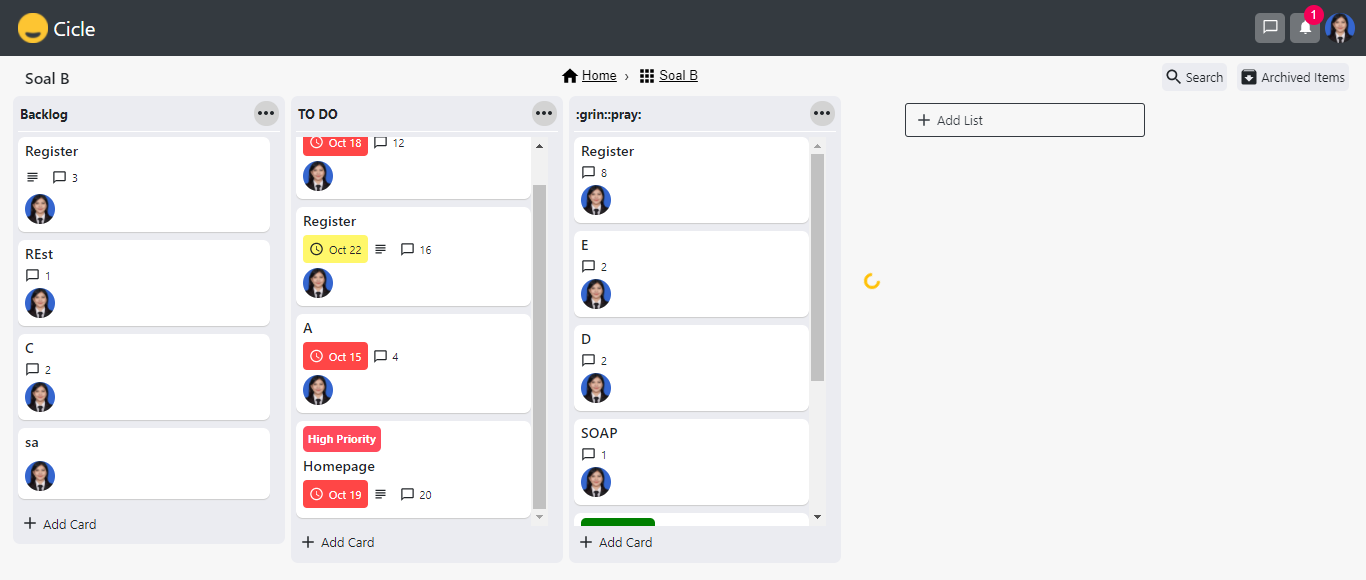 Cicle
1
Soal B
Home › Soal B
Search
Archived Items
Backlog
Register
3
REst
1
C
2
sa
+ Add Card
TO DO
Oct 18 12
Register
Oct 22 16
A
Oct 15 4
High Priority
Homepage
Oct 19 20
+ Add Card
:grin::pray:
Register
8
E
2
D
2
SOAP
1
+ Add Card
+ Add List